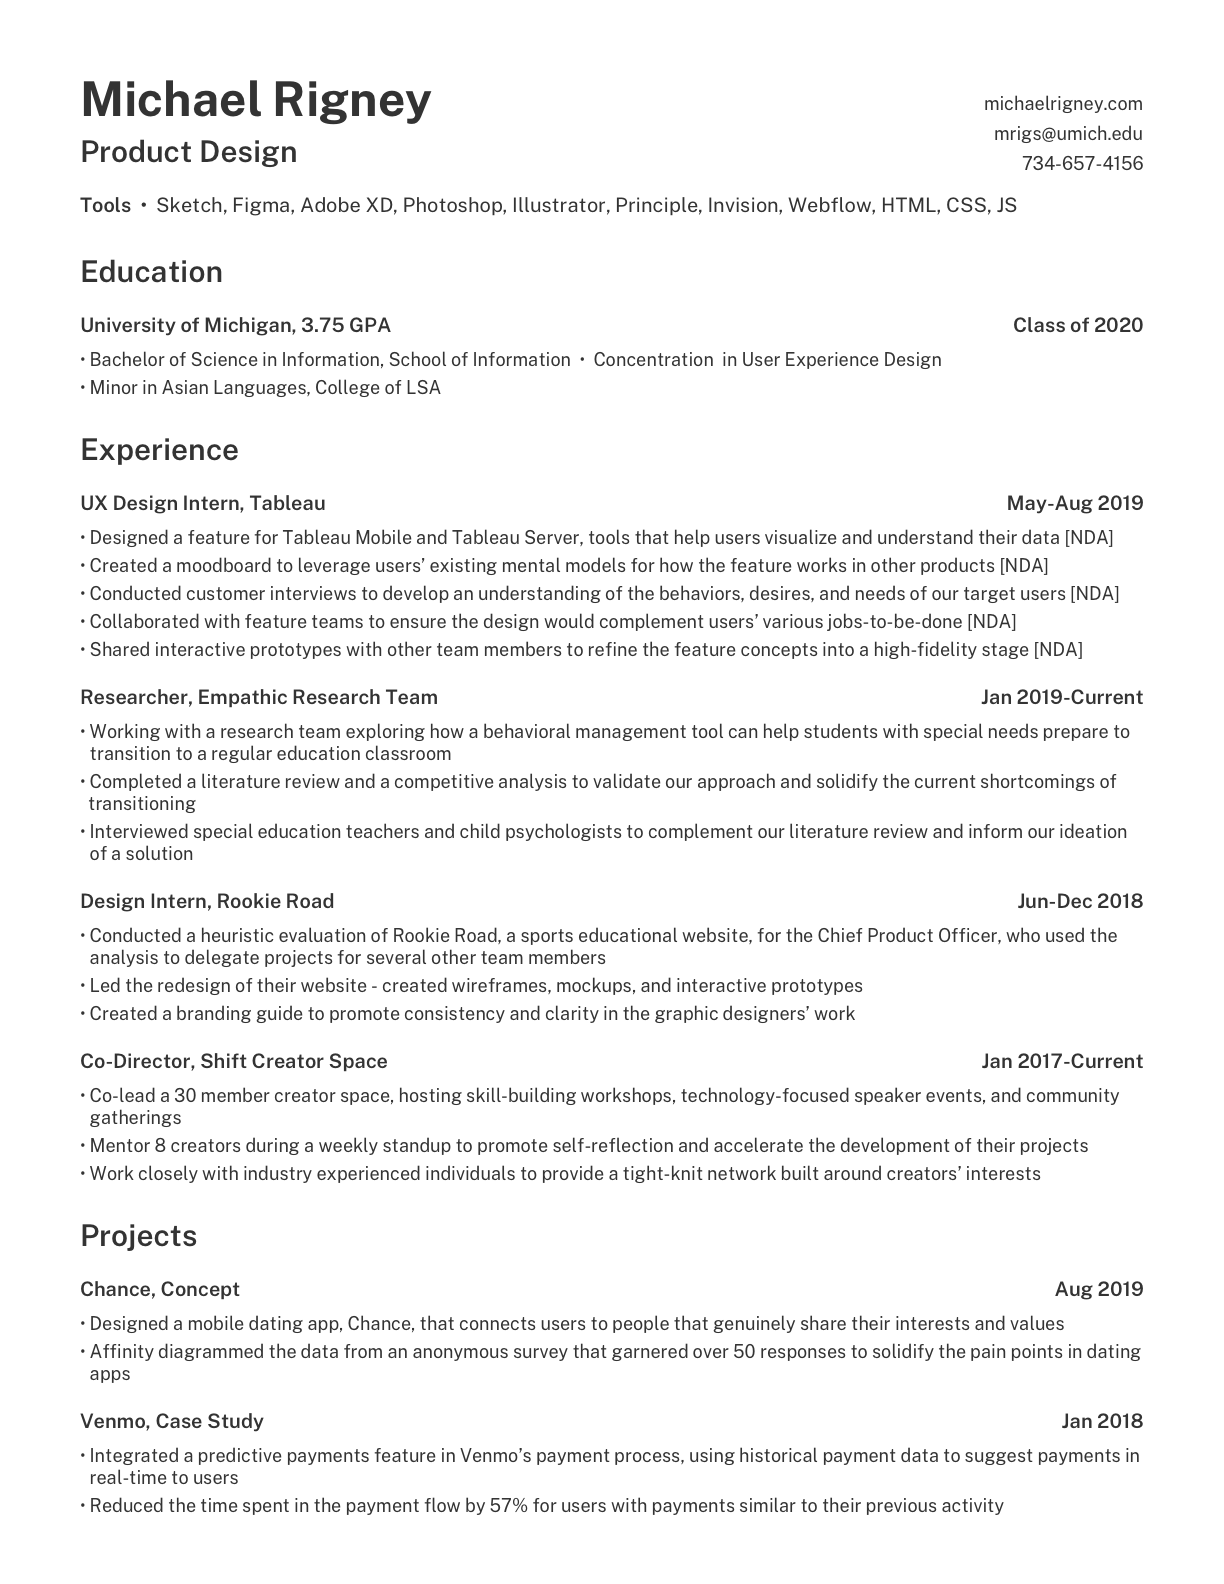 Michael Rigney
Product Design
michaelrigney.com
mrigs@umich.edu
734-657-4156
Tools • Sketch, Figma, Adobe XD, Photoshop, Illustrator, Principle, Invision, Webflow, HTML, CSS, JS
Education
University of Michigan, 3.75 GPA Class of 2020
• Bachelor of Science in Information, School of Information • Concentration in User Experience Design
• Minor in Asian Languages, College of LSA
Experience
UX Design Intern, Tableau May-Aug 2019
• Designed a feature for Tableau Mobile and Tableau Server, tools that help users visualize and understand their data [NDA]
• Created a moodboard to leverage users’ existing mental models for how the feature works in other products [NDA]
• Conducted customer interviews to develop an understanding of the behaviors, desires, and needs of our target users [NDA]
• Collaborated with feature teams to ensure the design would complement users’ various jobs-to-be-done [NDA]
• Shared interactive prototypes with other team members to refine the feature concepts into a high-fidelity stage [NDA]
Researcher, Empathic Research Team Jan 2019-Current
• Working with a research team exploring how a behavioral management tool can help students with special needs prepare to
transition to a regular education classroom
• Completed a literature review and a competitive analysis to validate our approach and solidify the current shortcomings of
transitioning
• Interviewed special education teachers and child psychologists to complement our literature review and inform our ideation
of a solution
Design Intern, Rookie Road Jun-Dec 2018
• Conducted a heuristic evaluation of Rookie Road, a sports educational website, for the Chief Product Officer, who used the
analysis to delegate projects for several other team members
• Led the redesign of their website - created wireframes, mockups, and interactive prototypes
• Created a branding guide to promote consistency and clarity in the graphic designers’ work
Co-Director, Shift Creator Space Jan 2017-Current
• Co-lead a 30 member creator space, hosting skill-building workshops, technology-focused speaker events, and community
gatherings
• Mentor 8 creators during a weekly standup to promote self-reflection and accelerate the development of their projects
• Work closely with industry experienced individuals to provide a tight-knit network built around creators’ interests
Projects
Chance, Concept Aug 2019
• Designed a mobile dating app, Chance, that connects users to people that genuinely share their interests and values
• Affinity diagrammed the data from an anonymous survey that garnered over 50 responses to solidify the pain points in dating
apps
Venmo, Case Study Jan 2018
• Integrated a predictive payments feature in Venmo’s payment process, using historical payment data to suggest payments in
real-time to users
• Reduced the time spent in the payment flow by 57% for users with payments similar to their previous activity